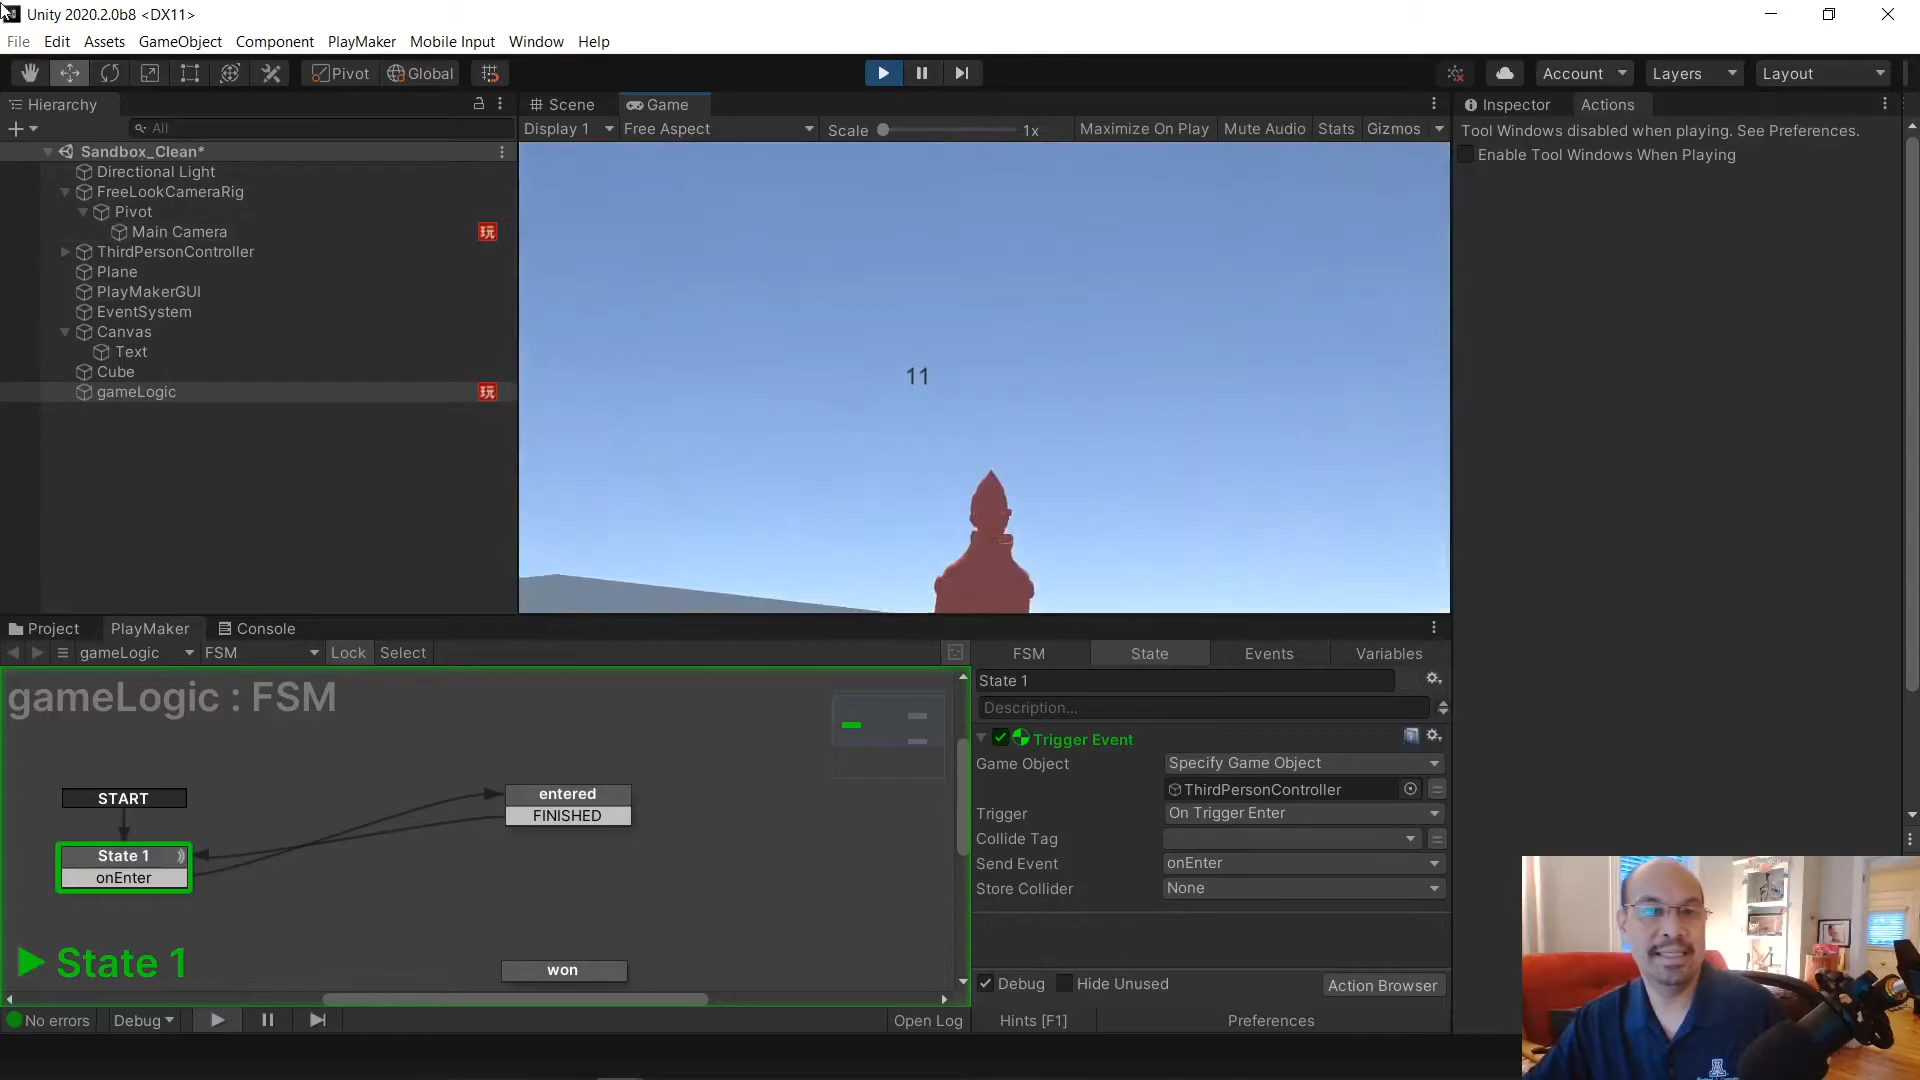 Unity 2020.2.0b8 <DX11>
File Edit Assets GameObject Component PlayMaker Mobile Input Window Help
Pivot Global Account Layers Layout
Hierarchy
All
Sandbox_Clean*
Directional Light
FreeLookCameraRig
Pivot
Main Camera 玩
ThirdPersonController
Plane
PlayMakerGUI
EventSystem
Canvas
Text
Cube
gameLogic 玩
Scene Game
Display 1 Free Aspect Scale 1x Maximize On Play Mute Audio Stats Gizmos
11
Inspector Actions
Tool Windows disabled when playing. See Preferences.
Enable Tool Windows When Playing
Project PlayMaker Console
gameLogic FSM Lock Select
gameLogic : FSM
START
State 1
onEnter
entered
FINISHED
won
State 1
No errors Debug Open Log
FSM State Events Variables
State 1
Description...
Trigger Event
Game Object Specify Game Object
ThirdPersonController
Trigger On Trigger Enter
Collide Tag
Send Event onEnter
Store Collider None
Debug Hide Unused Action Browser
Hints [F1] Preferences